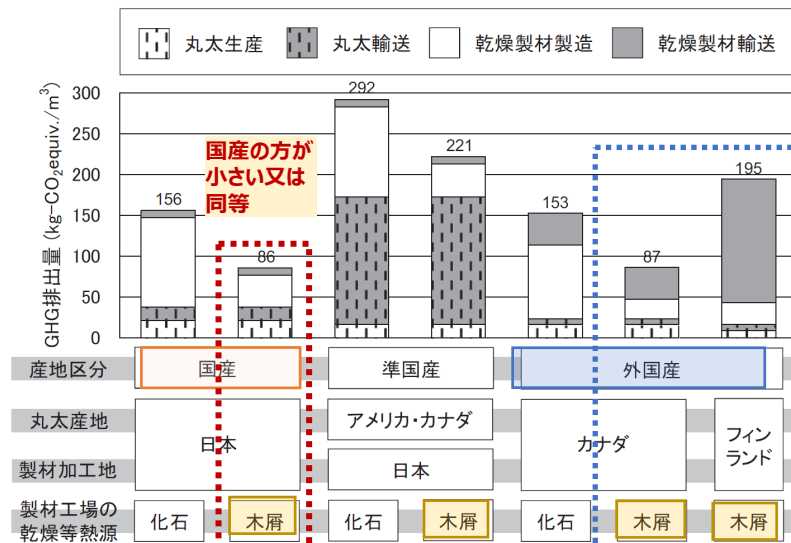 丸太生産 丸太輸送 乾燥製材製造 乾燥製材輸送
GHG排出量 (kg-CO₂equiv./m³)
300
250
200
150
100
50
0
156
86
292
221
153
87
195
国産の方が
小さい又は
同等
産地区分 国産 準国産 外国産
丸太産地 アメリカ・カナダ
日本 カナダ フィン
ランド
製材加工地 日本
製材工場の
乾燥等熱源 化石 木屑 化石 木屑 化石 木屑 木屑